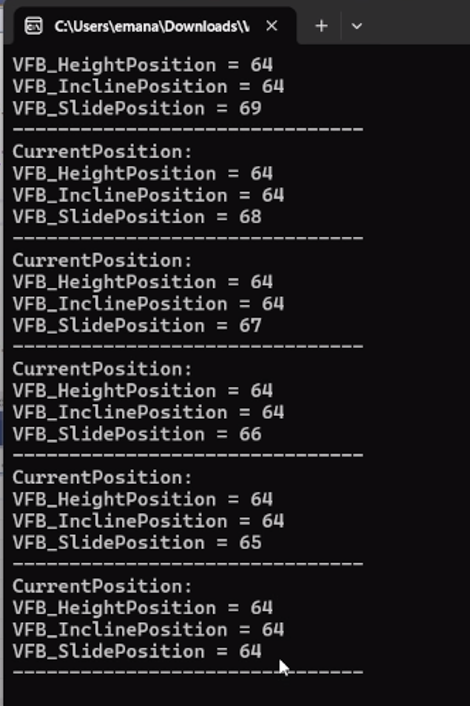 C:\Users\emana\Downloads\\
VFB_HeightPosition = 64
VFB_InclinePosition = 64
VFB_SlidePosition = 69
--------------------------------
CurrentPosition:
VFB_HeightPosition = 64
VFB_InclinePosition = 64
VFB_SlidePosition = 68
--------------------------------
CurrentPosition:
VFB_HeightPosition = 64
VFB_InclinePosition = 64
VFB_SlidePosition = 67
--------------------------------
CurrentPosition:
VFB_HeightPosition = 64
VFB_InclinePosition = 64
VFB_SlidePosition = 66
--------------------------------
CurrentPosition:
VFB_HeightPosition = 64
VFB_InclinePosition = 64
VFB_SlidePosition = 65
--------------------------------
CurrentPosition:
VFB_HeightPosition = 64
VFB_InclinePosition = 64
VFB_SlidePosition = 64
--------------------------------